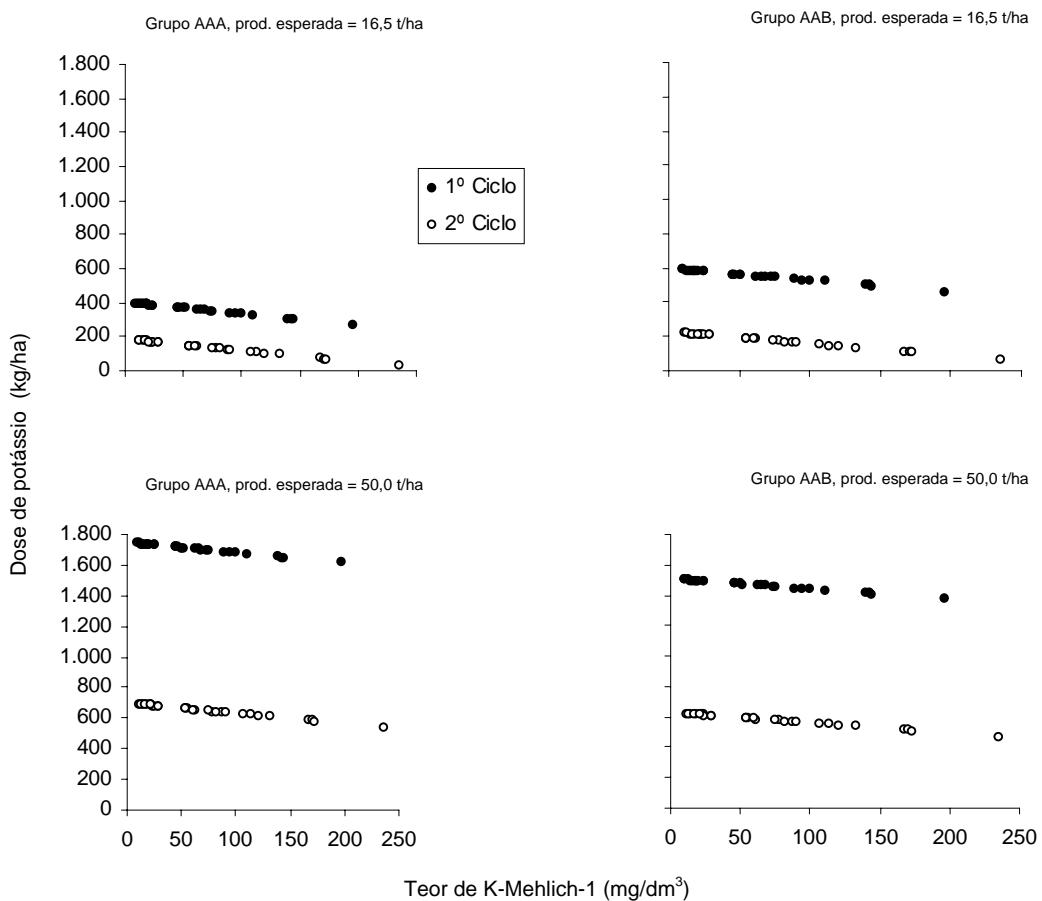 Grupo AAA, prod. esperada = 16,5 t/ha
Grupo AAB, prod. esperada = 16,5 t/ha
1.800
1.600
1.400
1.200
1.000
800
600
400
200
0
1º Ciclo
2º Ciclo
Dose de potássio (kg/ha)
Grupo AAA, prod. esperada = 50,0 t/ha
Grupo AAB, prod. esperada = 50,0 t/ha
1.800
1.600
1.400
1.200
1.000
800
600
400
200
0
0 50 100 150 200 250
0 50 100 150 200 250
Teor de K-Mehlich-1 (mg/dm³)